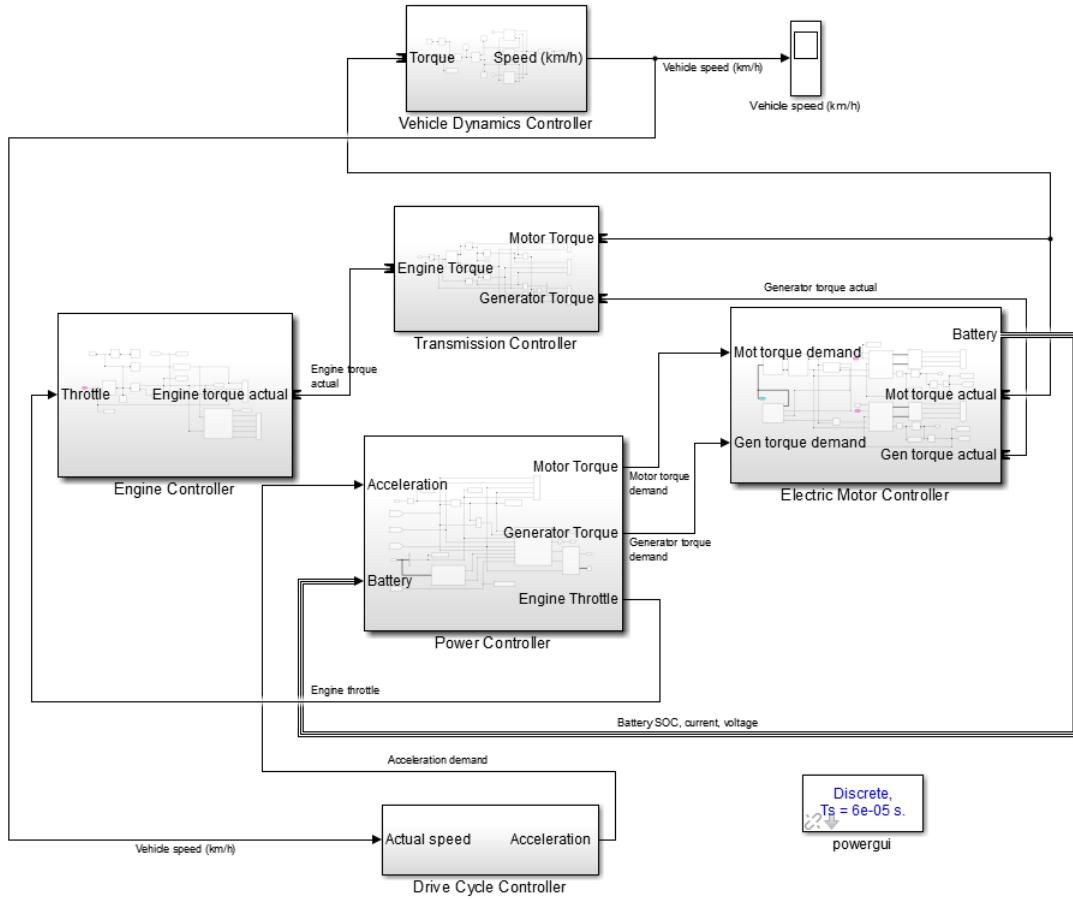 Torque
Speed (km/h)
Vehicle Dynamics Controller
Vehicle speed (km/h)
Vehicle speed (km/h)
Motor Torque
Engine Torque
Generator Torque
Transmission Controller
Generator torque actual
Throttle
Engine torque actual
Engine Controller
Engine torque
actual
Battery
Mot torque demand
Mot torque actual
Gen torque demand
Gen torque actual
Electric Motor Controller
Acceleration
Motor Torque
Generator Torque
Battery
Engine Throttle
Power Controller
Motor torque
demand
Generator torque
demand
Engine throttle
Battery SOC, current, voltage
Acceleration demand
Discrete,
Ts = 6e-05 s.
powergui
Vehicle speed (km/h)
Actual speed
Acceleration
Drive Cycle Controller